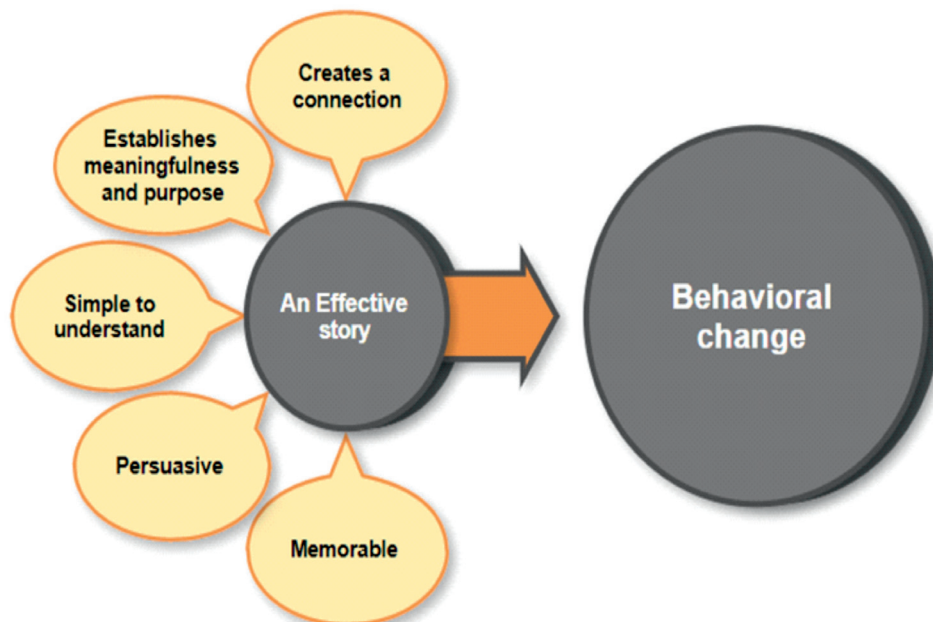 Creates a
connection
Establishes
meaningfulness
and purpose
Simple to
understand
Persuasive
Memorable
An Effective
story
Behavioral
change